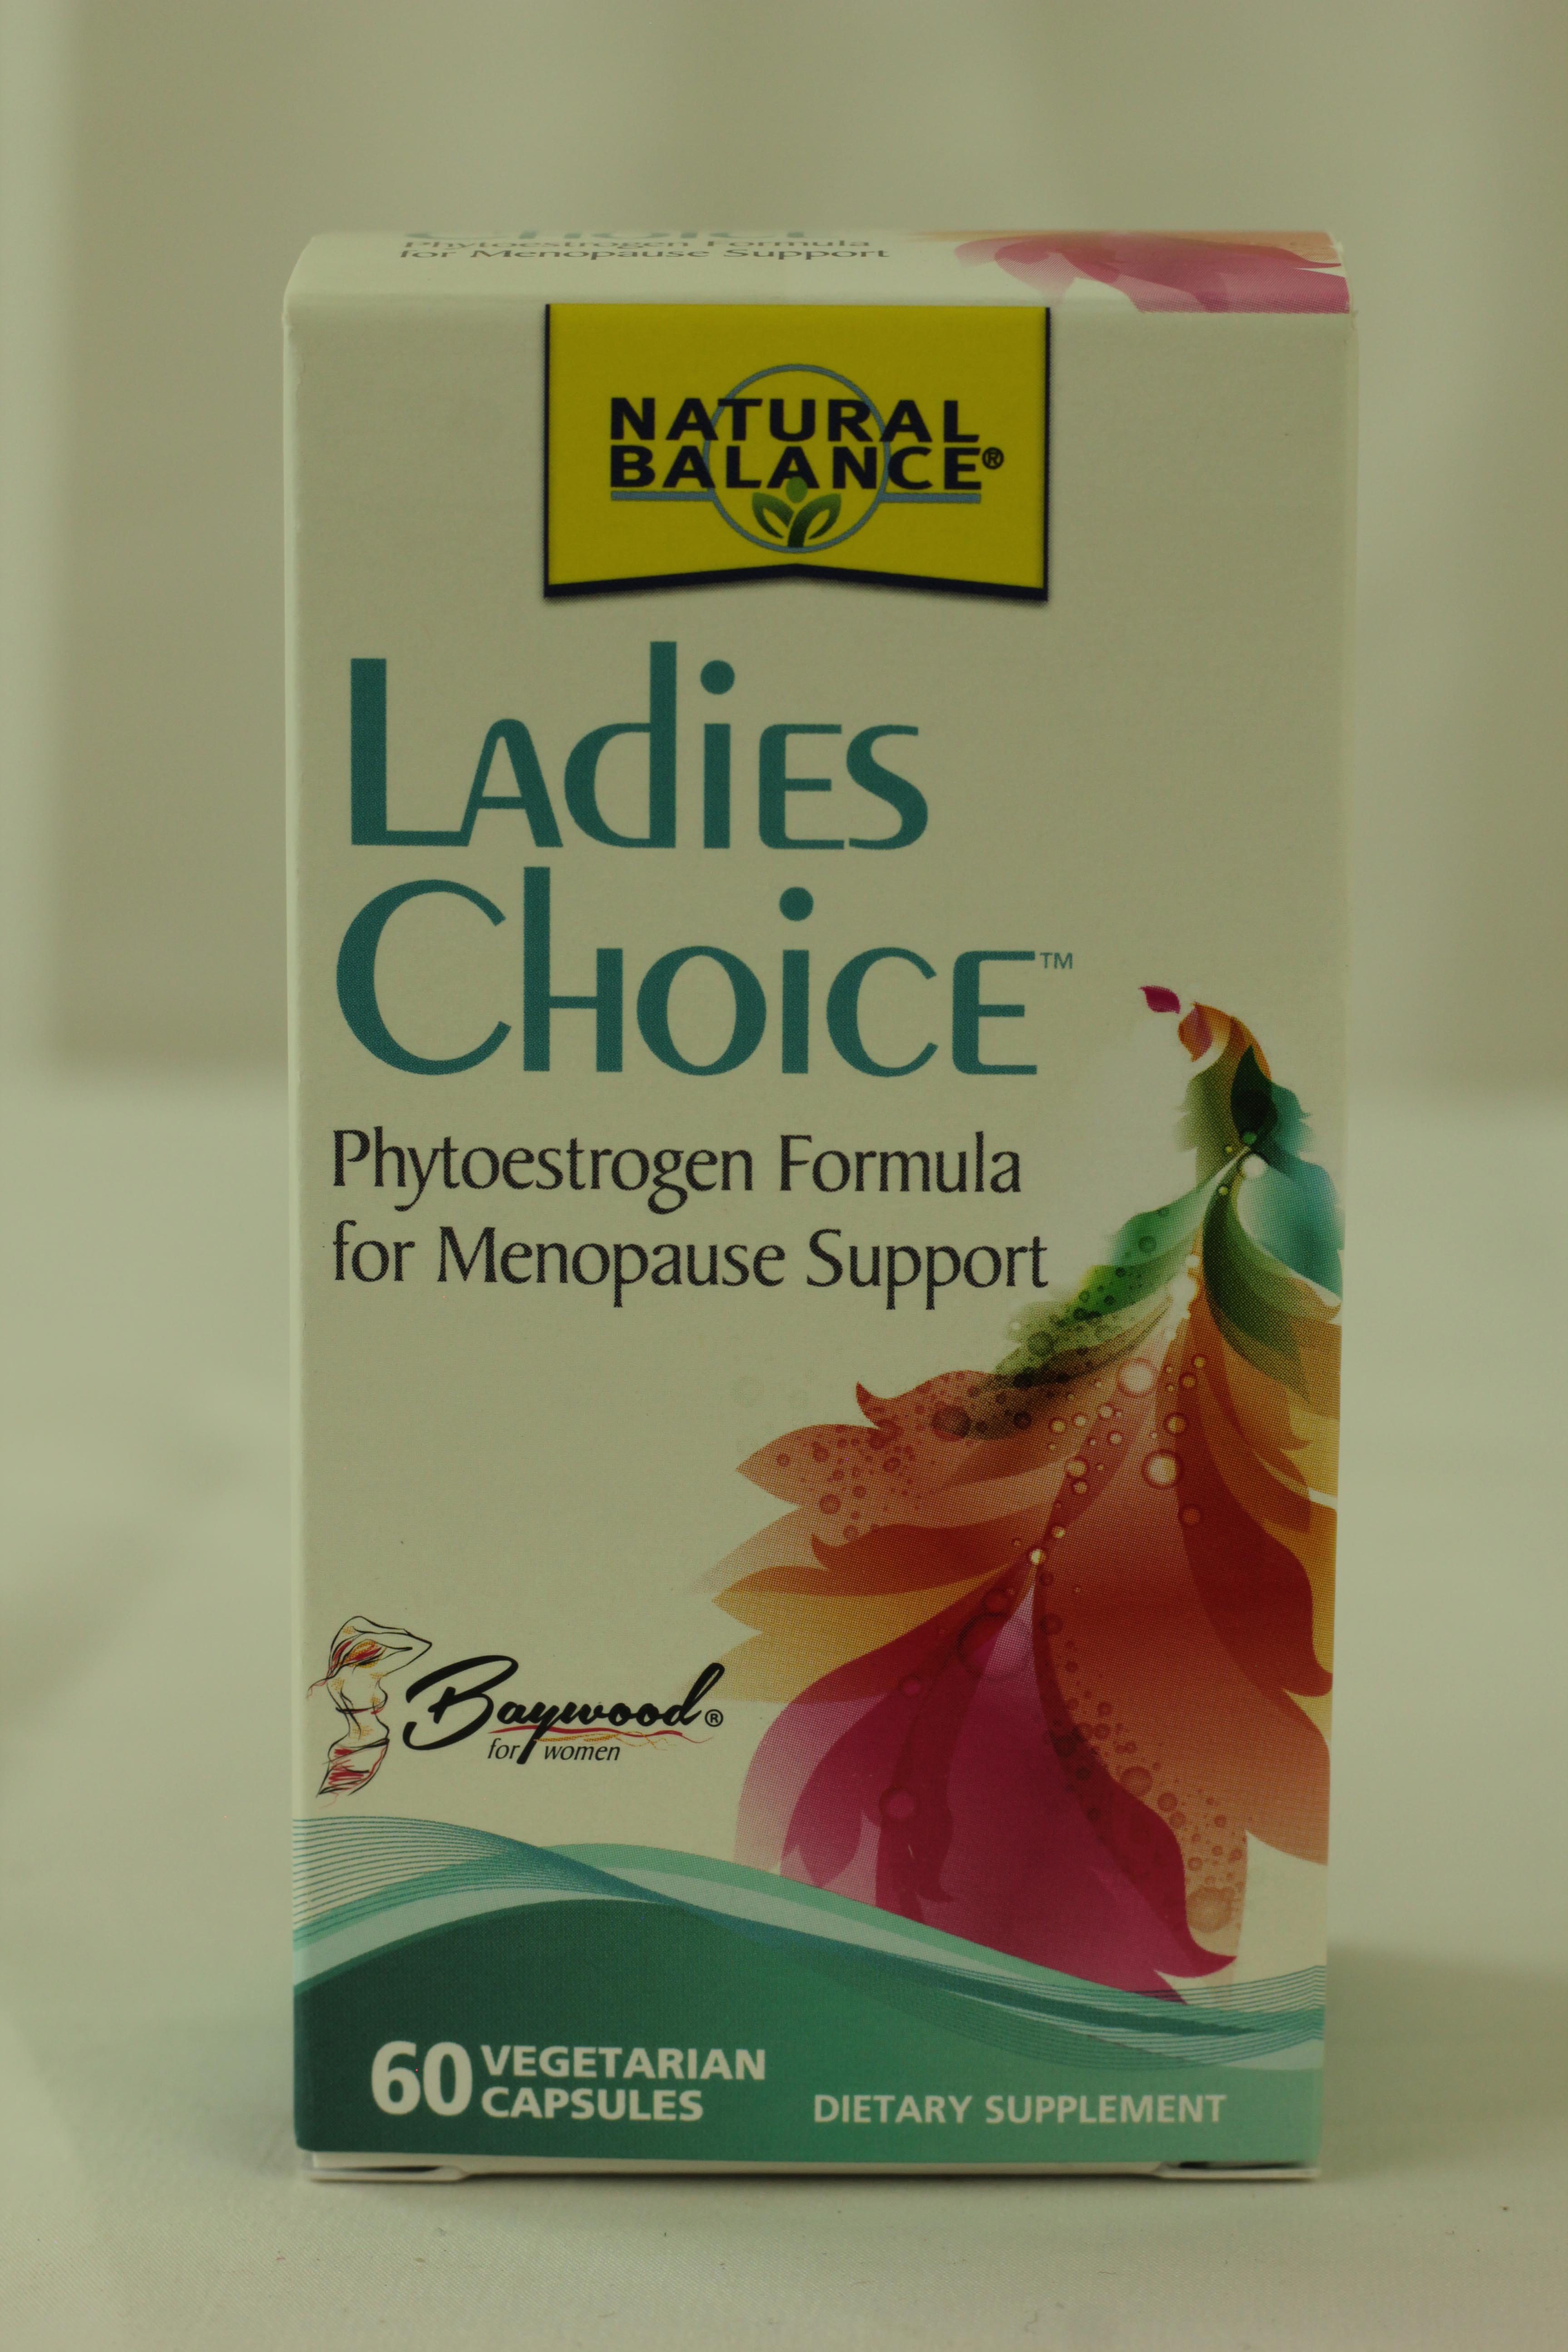 Phytoestrogen Formula
for Menopause Support
NATURAL
BALANCE®
LAdiES
ChOiCE™
Phytoestrogen Formula
for Menopause Support
Baywood®
for women
60 VEGETARIAN
CAPSULES
DIETARY SUPPLEMENT